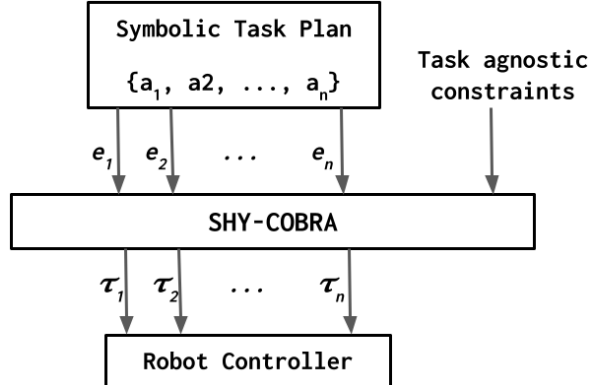 Symbolic Task Plan
{a₁, a2, ..., aₙ}
Task agnostic
constraints
e₁ e₂ ... eₙ
SHY-COBRA
τ₁ τ₂ ... τₙ
Robot Controller